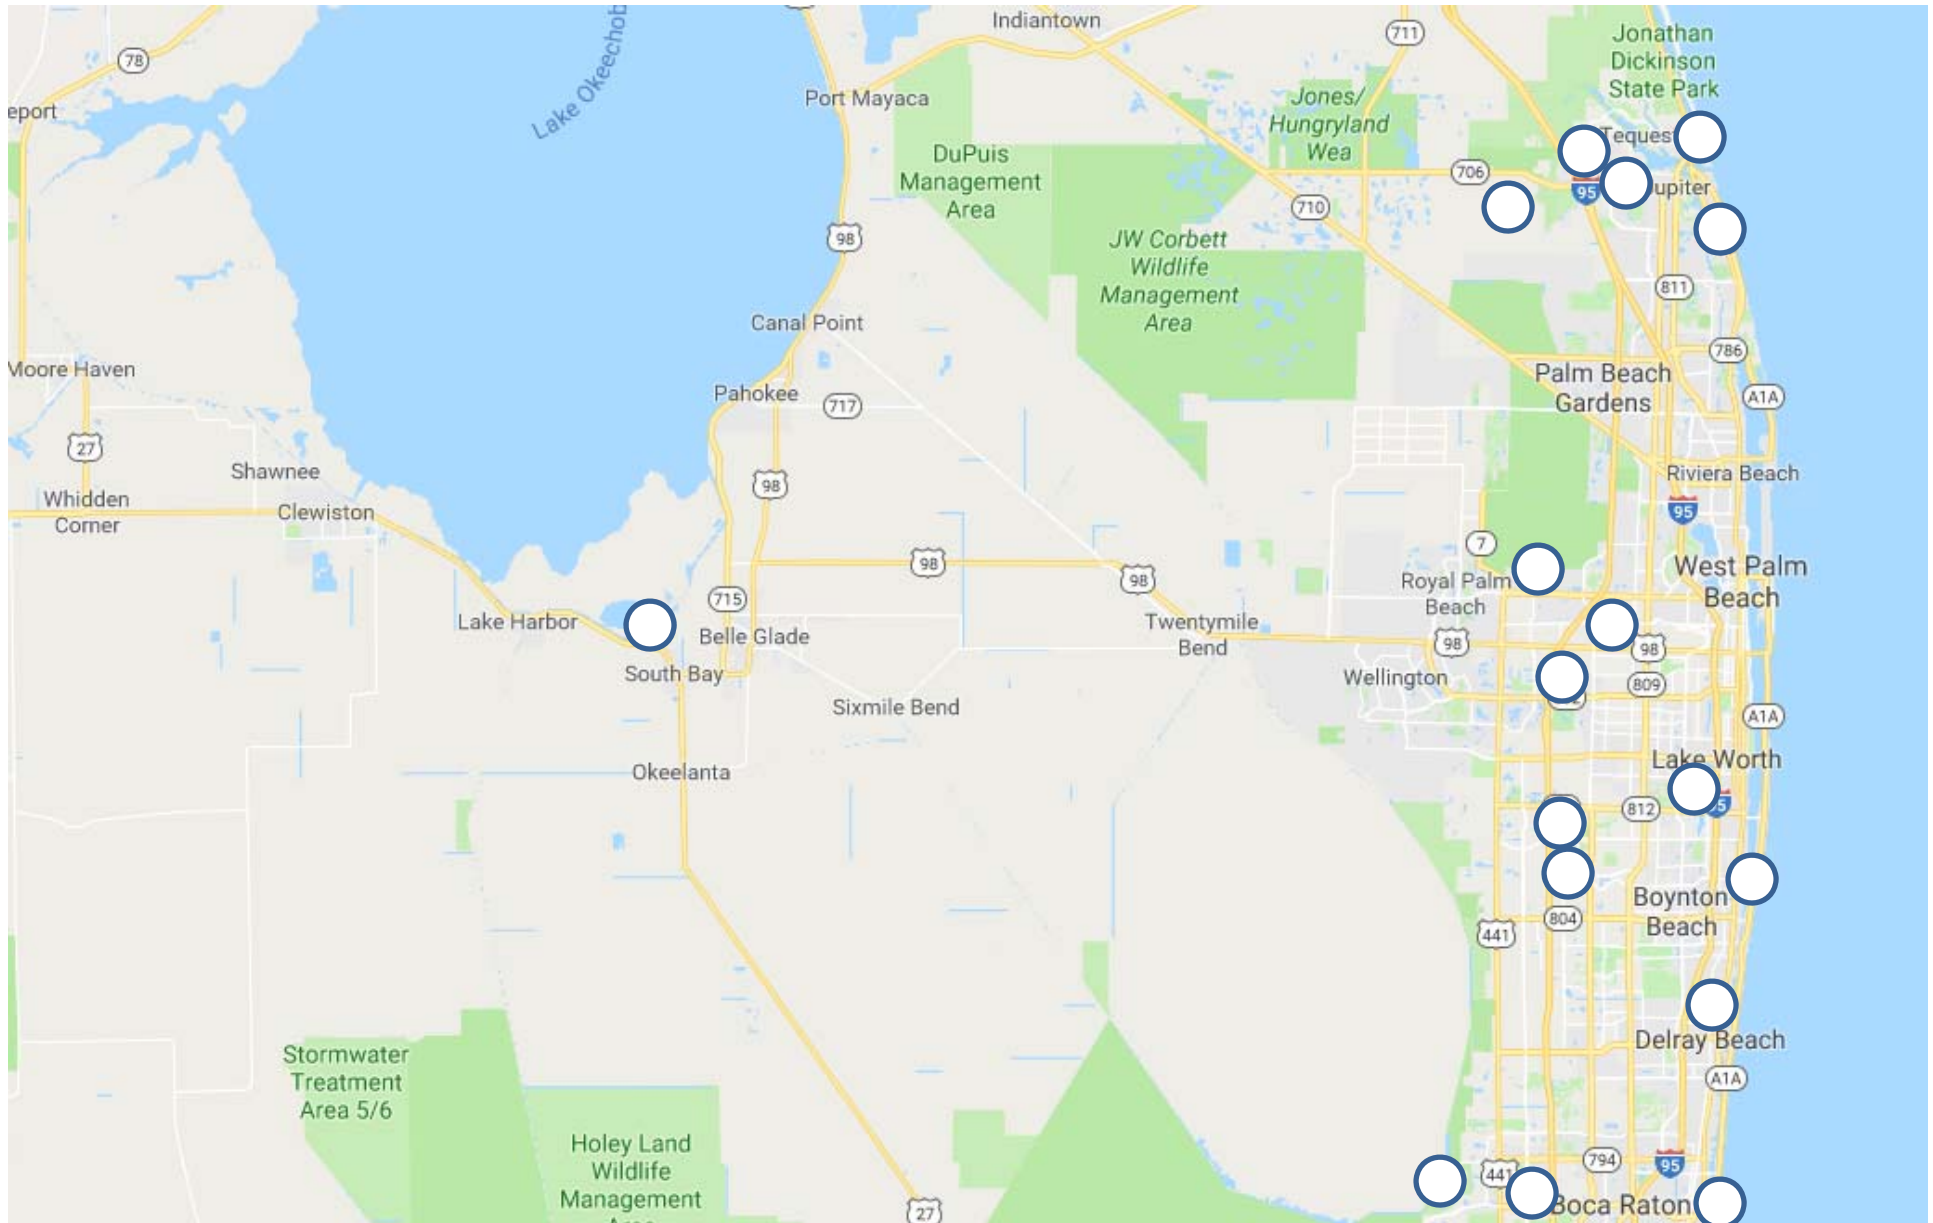 Indiantown
711
Jonathan
Dickinson
State Park
78
Lake Okeechob
Port Mayaca
eport
Jones/
Hungryland
Wea
Teques
DuPuis
Management
Area
706
95
upiter
710
98
JW Corbett
Wildlife
Management
Area
811
Canal Point
786
Moore Haven
Palm Beach
Gardens
Pahokee
A1A
717
27
Shawnee
Riviera Beach
98
Whidden
Corner
Clewiston
95
7
98
98
West Palm
Beach
Royal Palm
Beach
715
Lake Harbor
Belle Glade
Twentymile
Bend
98
98
South Bay
Wellington
809
Sixmile Bend
A1A
Lake Worth
Okeelanta
812
5
Boynton
Beach
804
441
Delray Beach
Stormwater
Treatment
Area 5/6
A1A
Holey Land
Wildlife
Management
794
95
441
Boca Raton
27